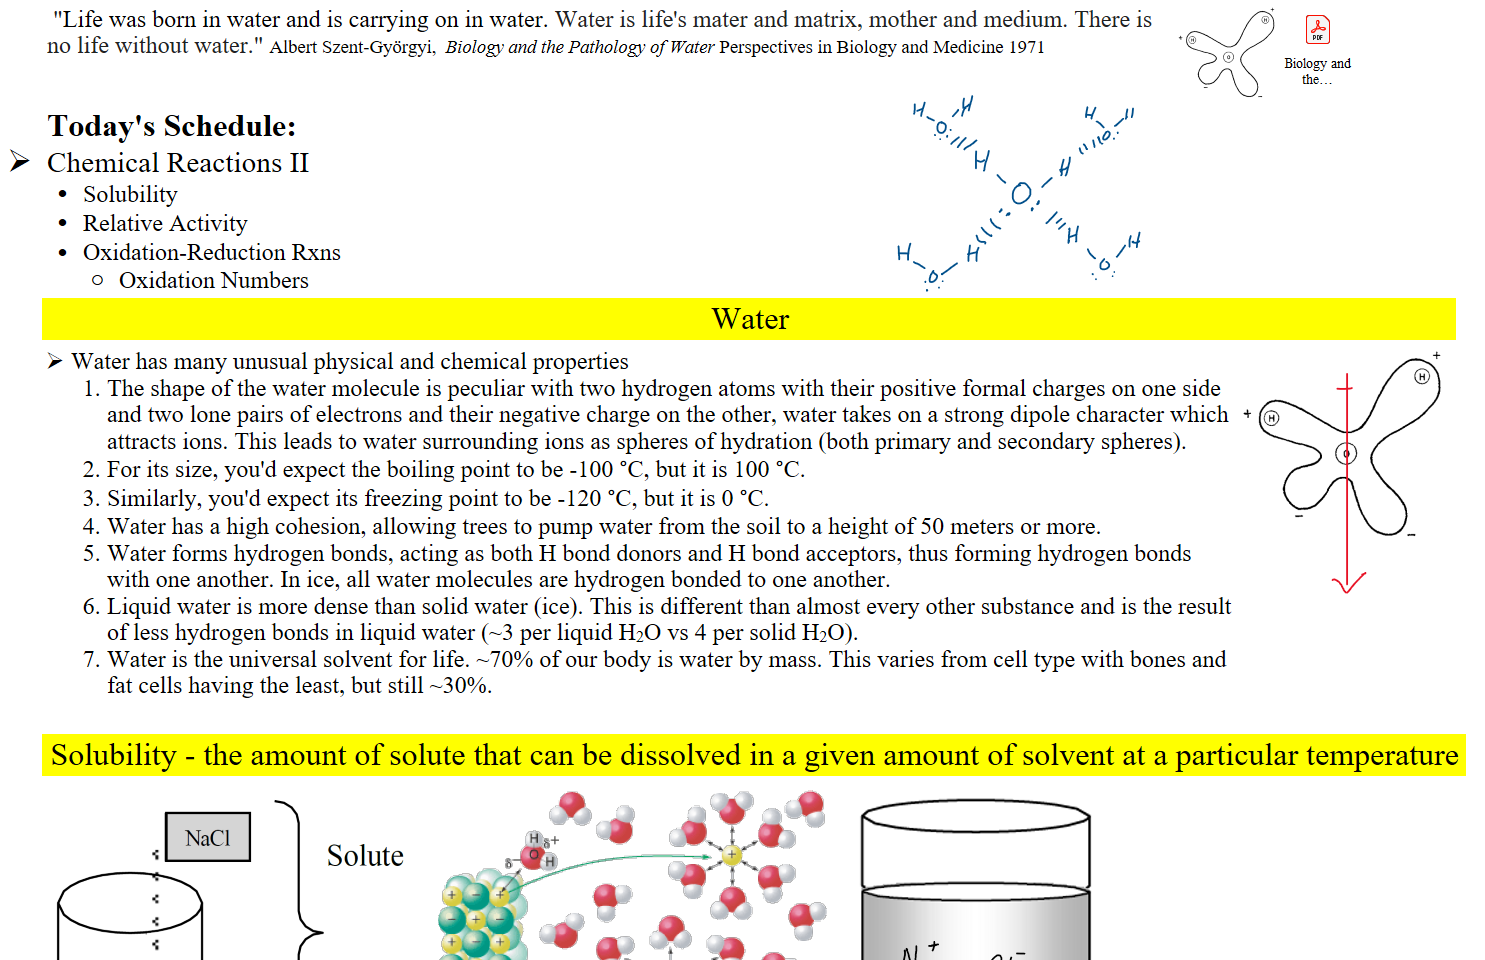 "Life was born in water and is carrying on in water. Water is life's mater and matrix, mother and medium. There is
no life without water." Albert Szent-Györgyi, Biology and the Pathology of Water Perspectives in Biology and Medicine 1971
+ H
+ H
O
- -
PDF
Biology and
the...
Today's Schedule:
➢ Chemical Reactions II
• Solubility
• Relative Activity
• Oxidation-Reduction Rxns
○ Oxidation Numbers
H O H
H O
H H
O
H H
H O
O H
Water
➢ Water has many unusual physical and chemical properties
1. The shape of the water molecule is peculiar with two hydrogen atoms with their positive formal charges on one side
and two lone pairs of electrons and their negative charge on the other, water takes on a strong dipole character which
attracts ions. This leads to water surrounding ions as spheres of hydration (both primary and secondary spheres).
2. For its size, you'd expect the boiling point to be -100 °C, but it is 100 °C.
3. Similarly, you'd expect its freezing point to be -120 °C, but it is 0 °C.
4. Water has a high cohesion, allowing trees to pump water from the soil to a height of 50 meters or more.
5. Water forms hydrogen bonds, acting as both H bond donors and H bond acceptors, thus forming hydrogen bonds
with one another. In ice, all water molecules are hydrogen bonded to one another.
6. Liquid water is more dense than solid water (ice). This is different than almost every other substance and is the result
of less hydrogen bonds in liquid water (~3 per liquid H₂O vs 4 per solid H₂O).
7. Water is the universal solvent for life. ~70% of our body is water by mass. This varies from cell type with bones and
fat cells having the least, but still ~30%.
+ H
+ H
O
- -
Solubility - the amount of solute that can be dissolved in a given amount of solvent at a particular temperature
NaCl
Solute
H δ+
δ- O H
+
+ - +
- + -
+ - +